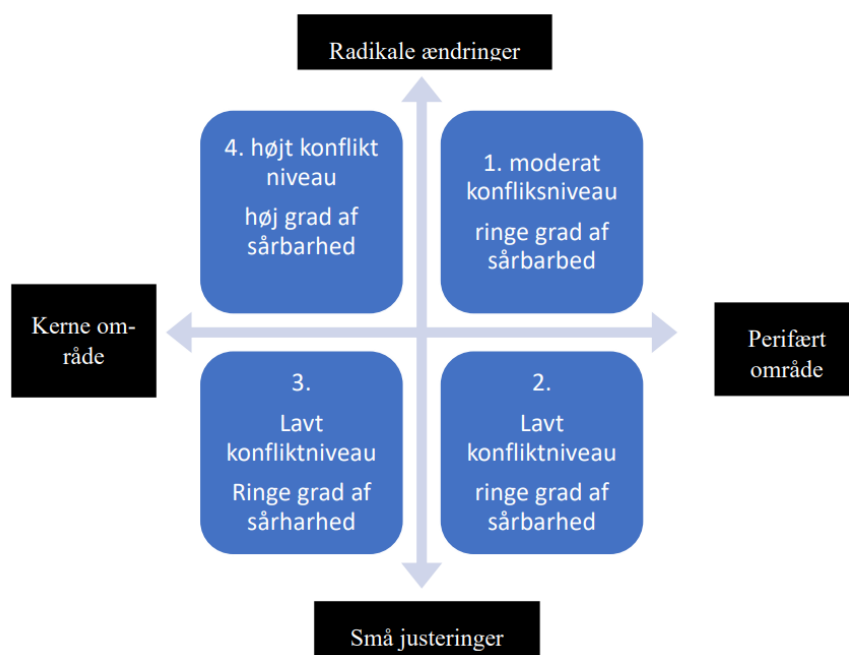 Radikale ændringer
4. højt konflikt
niveau
høj grad af
sårbarhed
1. moderat
konfliksniveau
ringe grad af
sårbarbed
Kerne om-
råde
Perifært
område
3.
Lavt
konfliktniveau
Ringe grad af
sårharhed
2.
Lavt
konfliktniveau
ringe grad af
sårbarhed
Små justeringer